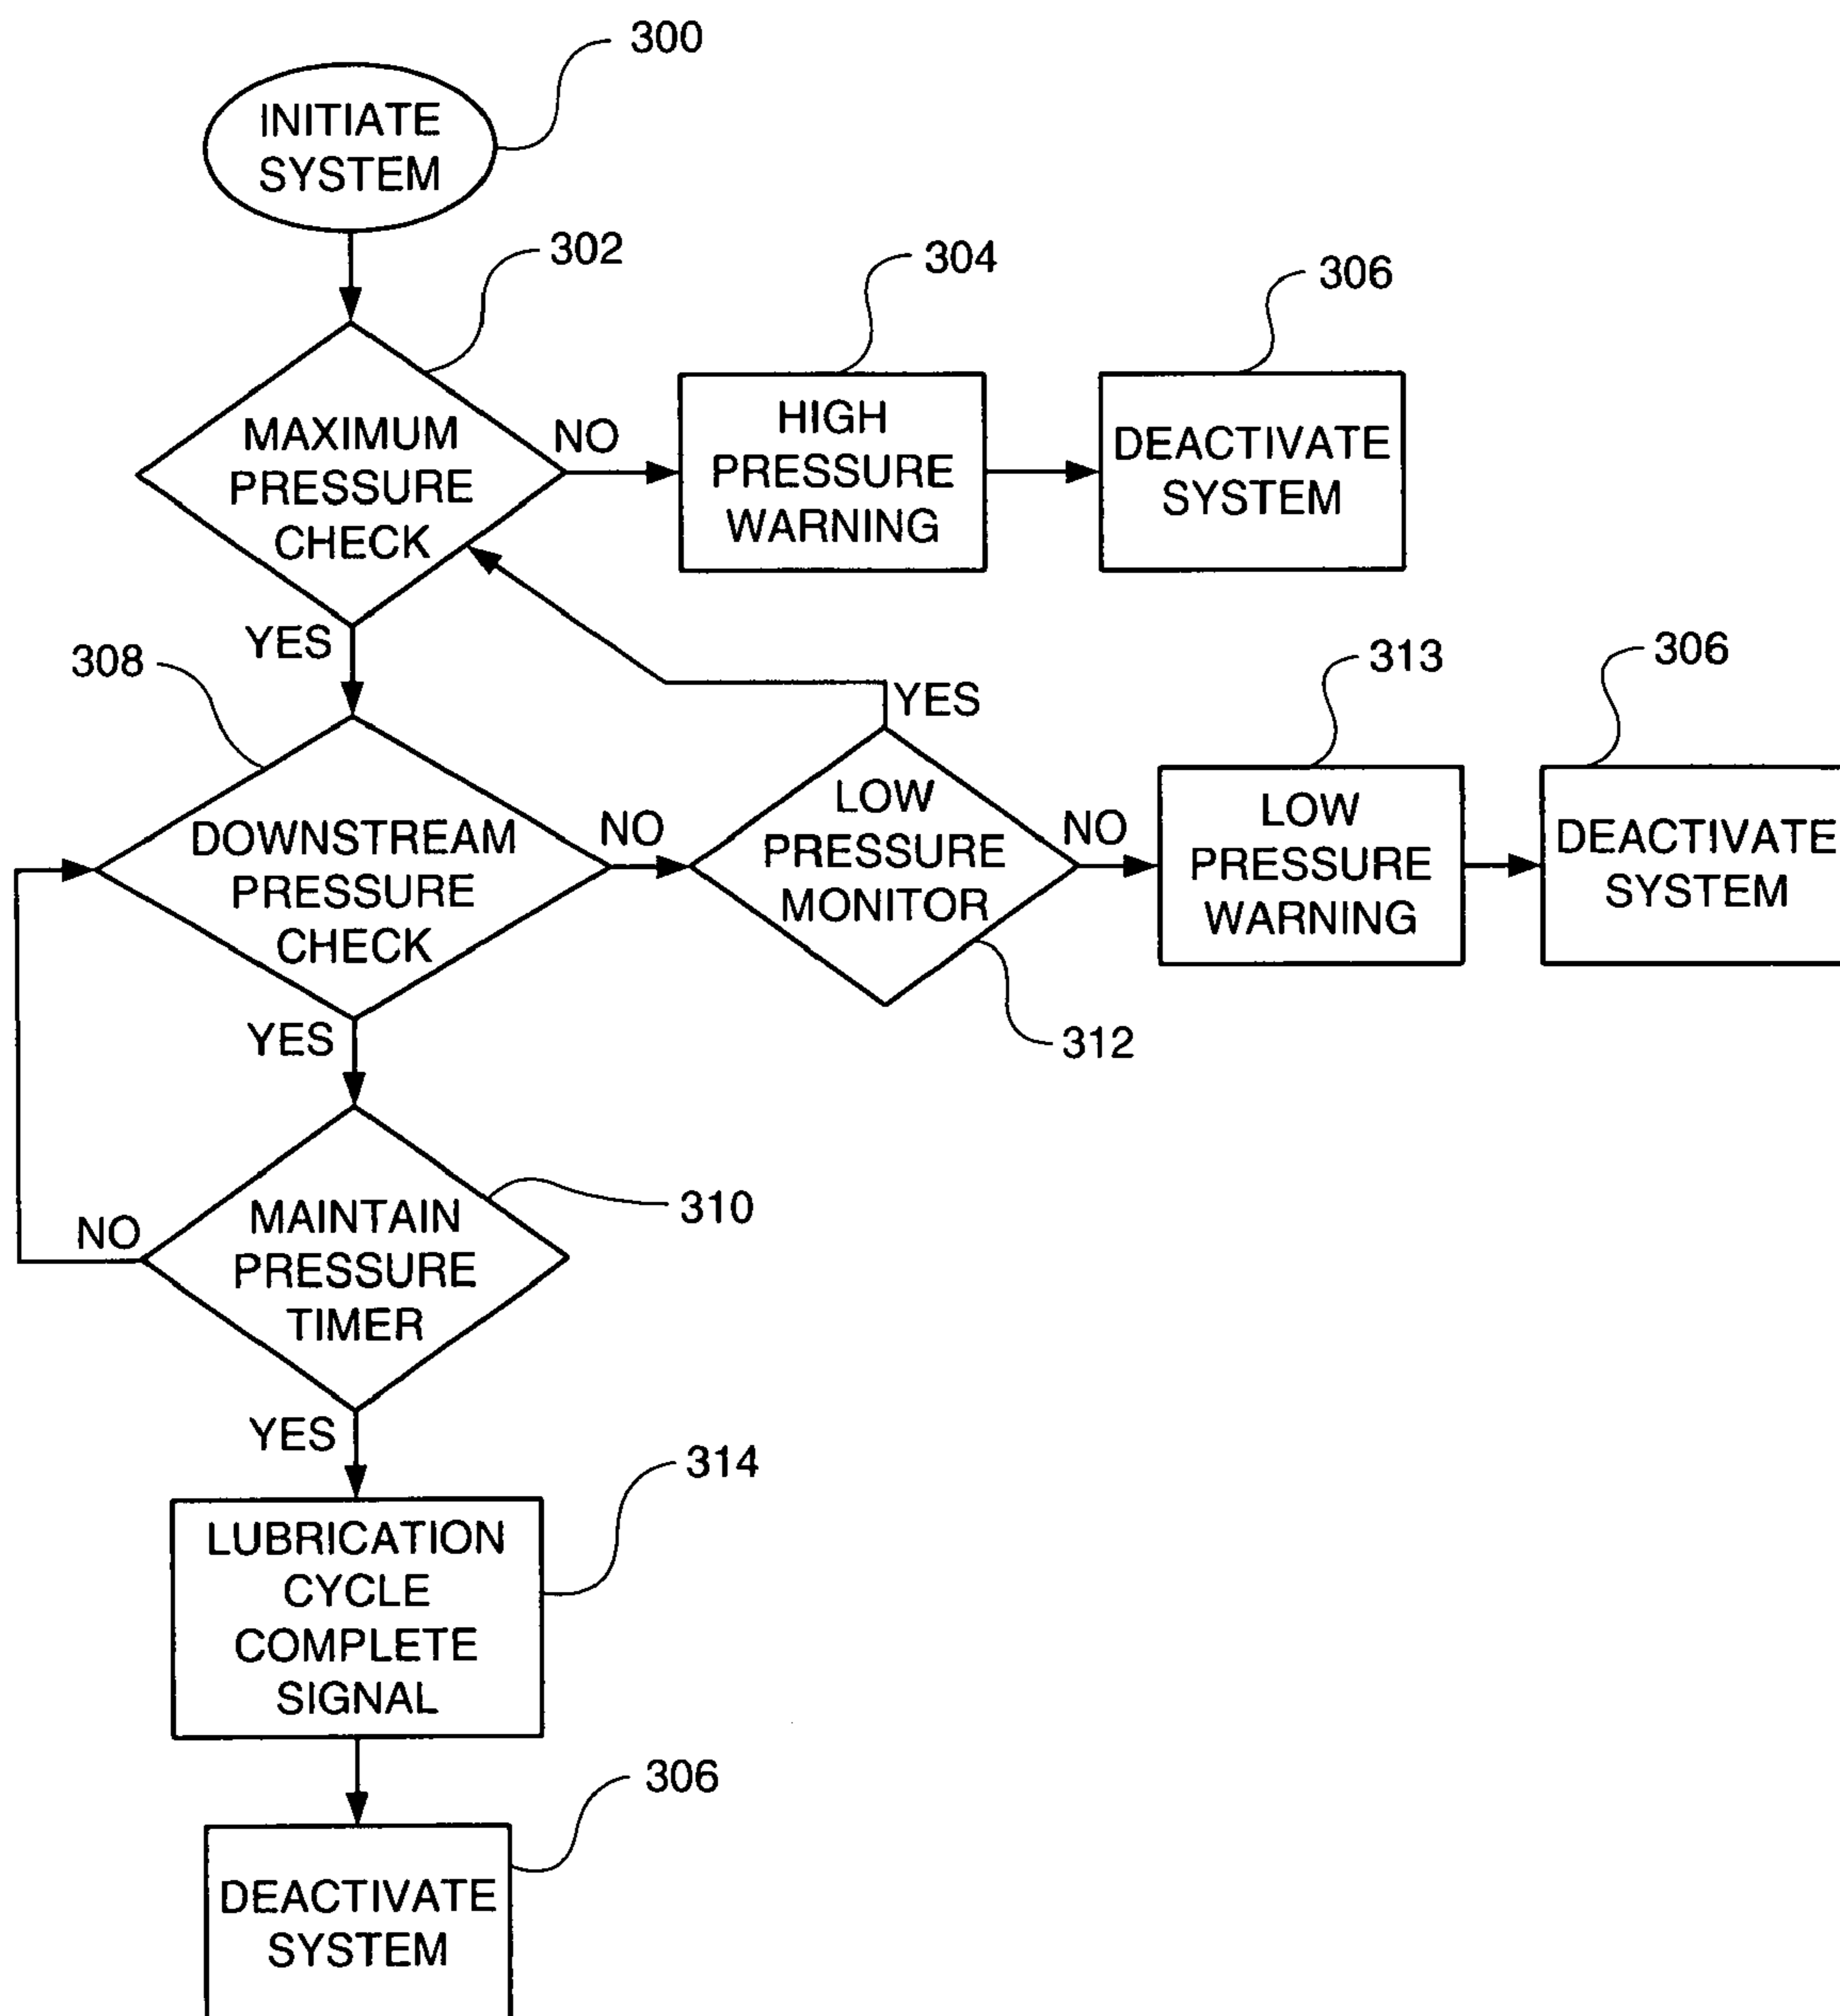 300
INITIATE
SYSTEM
302
304
306
MAXIMUM
PRESSURE
CHECK
NO
HIGH
PRESSURE
WARNING
DEACTIVATE
SYSTEM
YES
308
YES
313
306
DOWNSTREAM
PRESSURE
CHECK
NO
LOW
PRESSURE
MONITOR
NO
LOW
PRESSURE
WARNING
DEACTIVATE
SYSTEM
312
YES
310
NO
MAINTAIN
PRESSURE
TIMER
YES
314
LUBRICATION
CYCLE
COMPLETE
SIGNAL
306
DEACTIVATE
SYSTEM